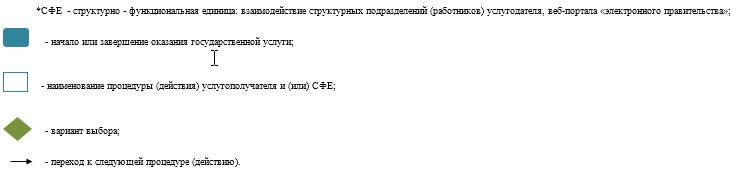 *СФЕ - структурно - функциональная единица: взаимодействие структурных подразделений (работников) услугодателя, веб-портала «электронного правительства»;
- начало или завершение оказания государственной услуги;
- наименование процедуры (действия) услугополучателя и (или) СФЕ;
- вариант выбора;
- переход к следующей процедуре (действию).